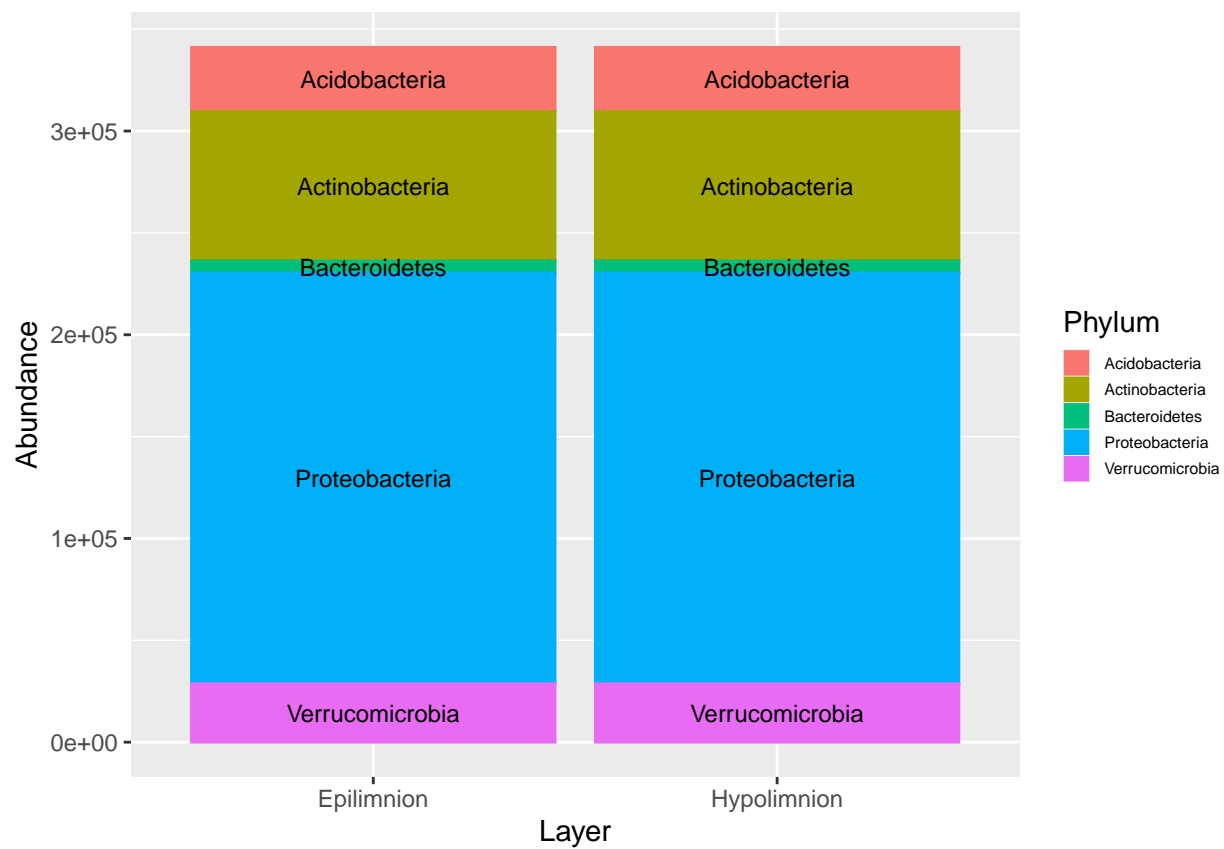 Acidobacteria
Acidobacteria
3e+05
Actinobacteria
Actinobacteria
Bacteroidetes
Bacteroidetes
2e+05
Abundance
Proteobacteria
Proteobacteria
1e+05
Verrucomicrobia
Verrucomicrobia
0e+00
Epilimnion
Hypolimnion
Layer
Phylum
Acidobacteria
Actinobacteria
Bacteroidetes
Proteobacteria
Verrucomicrobia